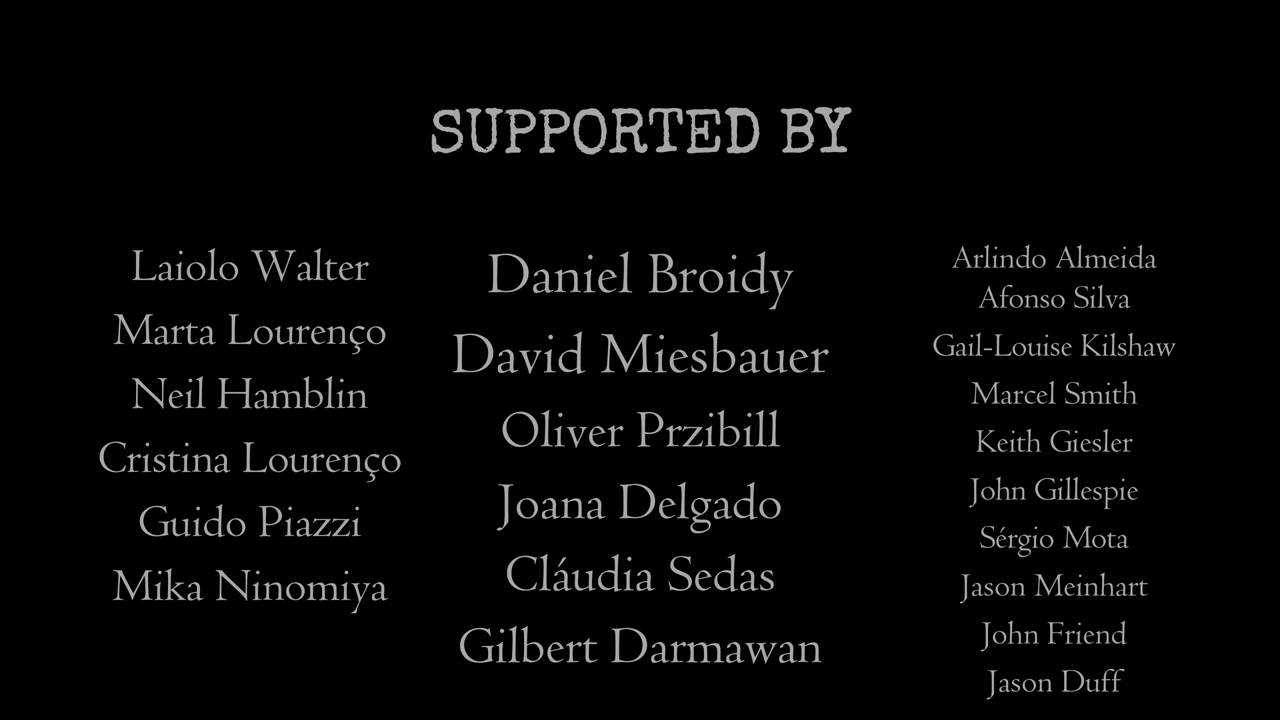 SUPPORTED BY
Laiolo Walter
Marta Lourenço
Neil Hamblin
Cristina Lourenço
Guido Piazzi
Mika Ninomiya
Daniel Broidy
David Miesbauer
Oliver Przibill
Joana Delgado
Cláudia Sedas
Gilbert Darmawan
Arlindo Almeida
Afonso Silva
Gail-Louise Kilshaw
Marcel Smith
Keith Giesler
John Gillespie
Sérgio Mota
Jason Meinhart
John Friend
Jason Duff